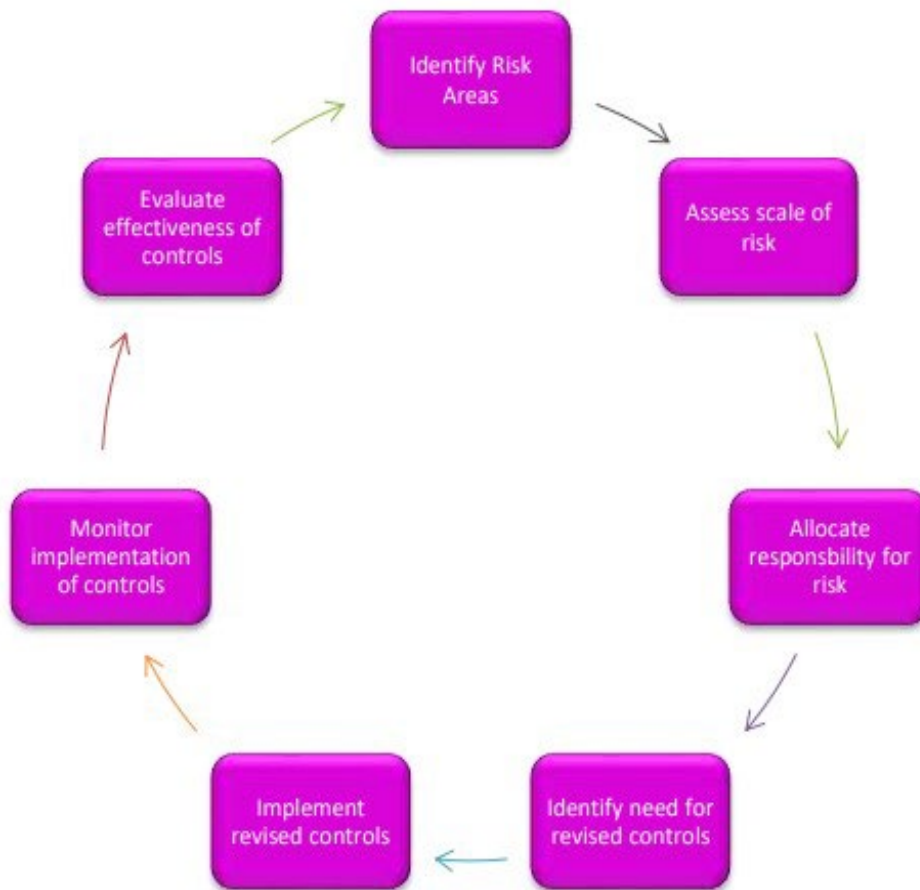 Identify Risk
Areas
Assess scale of
risk
Allocate
responsbility for
risk
Identify need for
revised controls
Implement
revised controls
Monitor
implementation
of controls
Evaluate
effectiveness of
controls